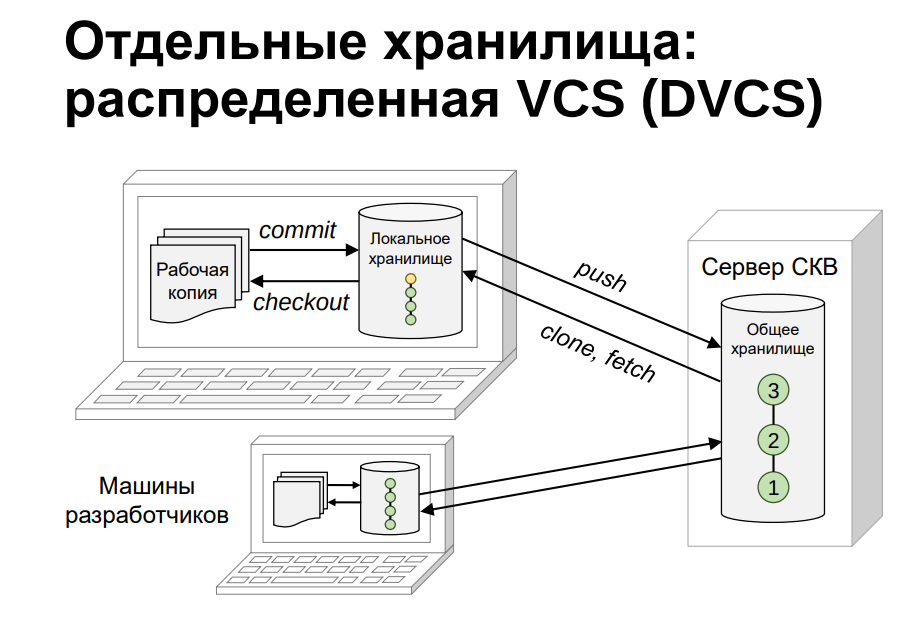 Отдельные хранилища:
распределенная VCS (DVCS)
commit
Рабочая
копия
checkout
Локальное
хранилище
push
clone, fetch
Сервер СКВ
Общее
хранилище
3
2
1
Машины
разработчиков